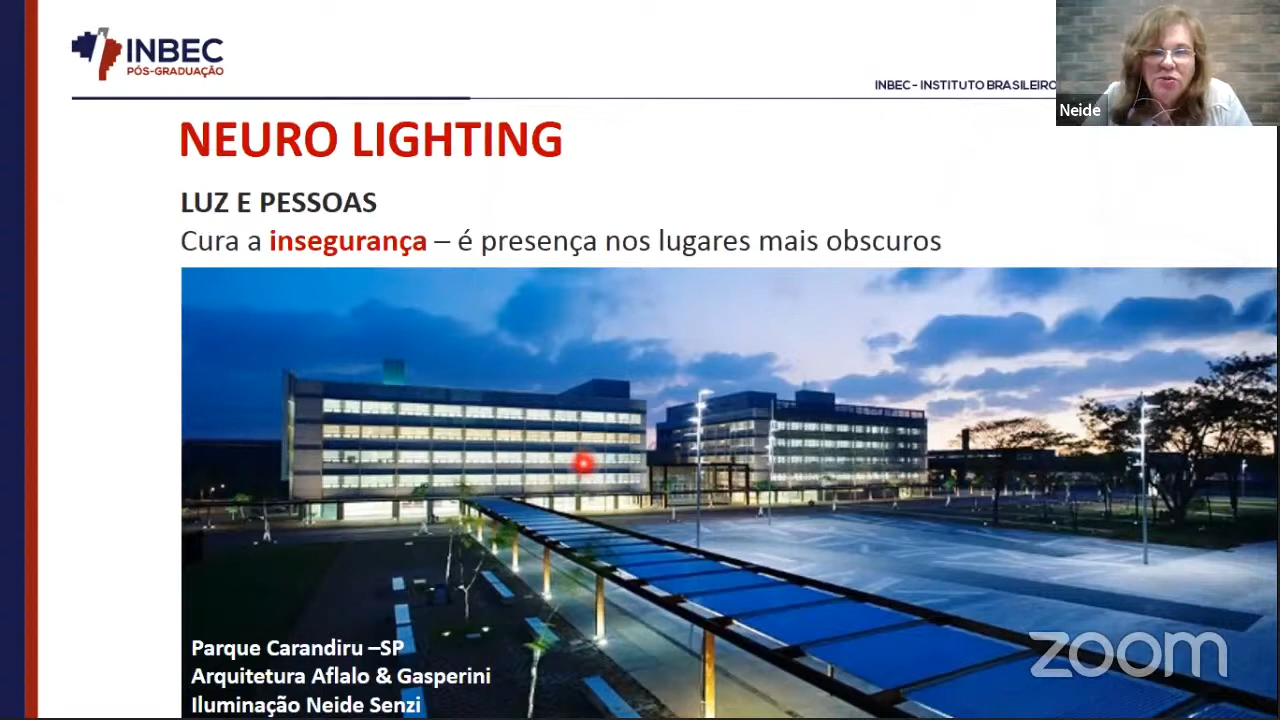 INBEC
PÓS-GRADUAÇÃO
INBEC - INSTITUTO BRASILEIRO
Neide
NEURO LIGHTING
LUZ E PESSOAS
Cura a insegurança – é presença nos lugares mais obscuros
Parque Carandiru –SP
Arquitetura Aflalo & Gasperini
Iluminação Neide Senzi
zoom